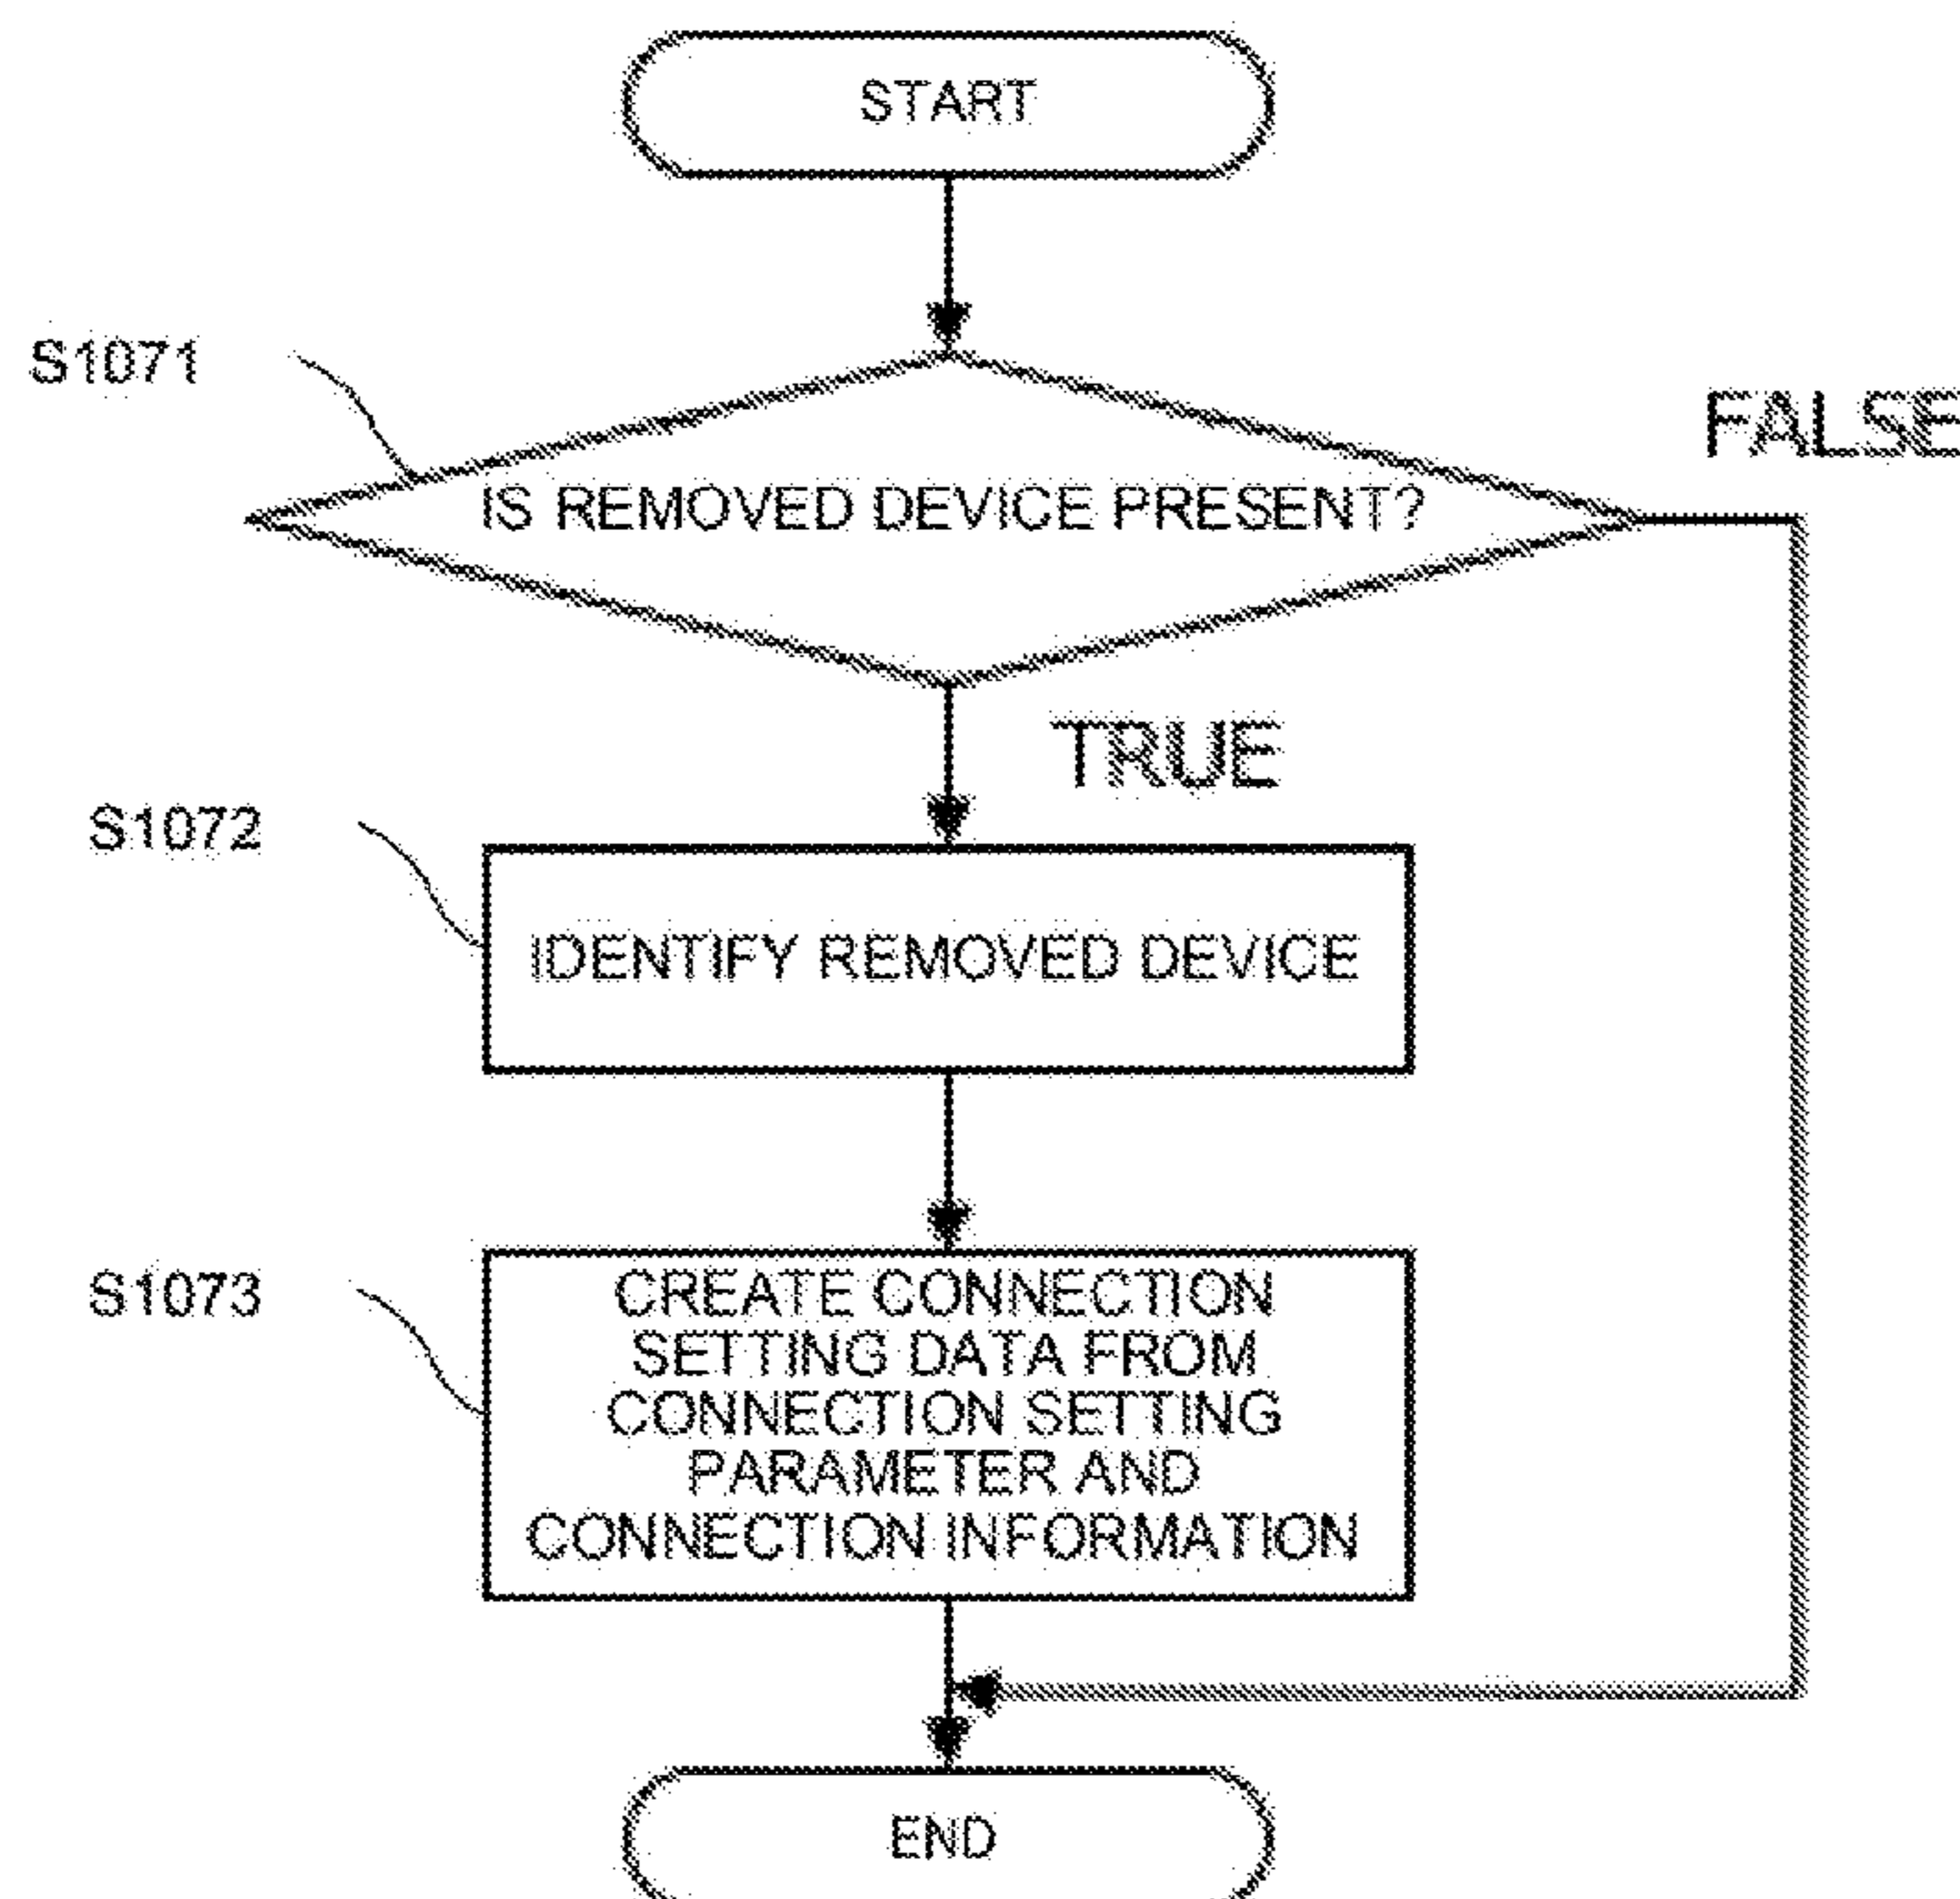 START
S1071
FALSE
IS REMOVED DEVICE PRESENT?
TRUE
S1072
IDENTIFY REMOVED DEVICE
S1073
CREATE CONNECTION
SETTING DATA FROM
CONNECTION SETTING
PARAMETER AND
CONNECTION INFORMATION
END